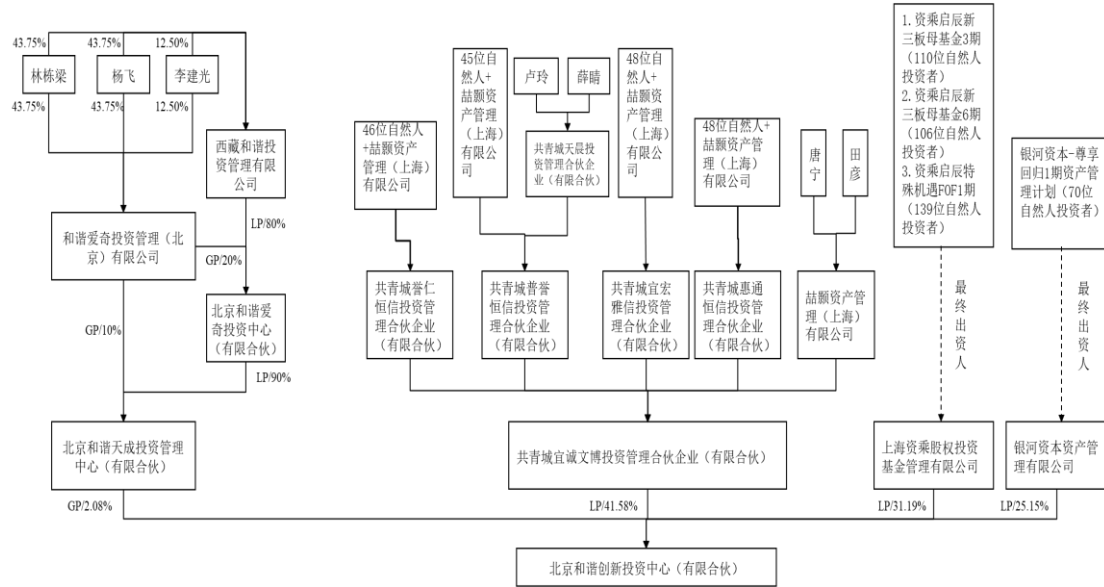 43.75%
43.75%
12.50%
林栋梁
杨飞
李建光
43.75%
43.75%
12.50%
西藏和谐投
资管理有限
公司
LP/80%
和谐爱奇投资管理（北
京）有限公司
GP/20%
GP/10%
北京和谐爱
奇投资中心
（有限合伙）
LP/90%
北京和谐天成投资管理
中心（有限合伙）
GP/2.08%
46位自然人
+喆颢资产
管理（上海）
有限公司
45位自
然人+
喆颢资
产管理
（上海）
有限公
司
卢玲
薛晴
共青城天晨投
资管理合伙企
业（有限合伙）
48位自
然人+
喆颢资
产管理
（上海）
有限公
司
48位自然人+
喆颢资产管
理（上海）有
限公司
唐宁
田彦
共青城誉仁
恒信投资管
理合伙企业
（有限合伙）
共青城普誉
恒信投资管
理合伙企业
（有限合伙）
共青城宜宏
雅信投资管
理合伙企业
（有限合伙）
共青城惠通
恒信投资管
理合伙企业
（有限合伙）
喆颢资产管
理（上海）
有限公司
共青城宜诚文博投资管理合伙企业（有限合伙）
LP/41.58%
1. 资乘启辰新
三板母基金3期
（110位自然人
投资者）
2. 资乘启辰新
三板母基金6期
（106位自然人
投资者）
3. 资乘启辰特
殊机遇FOF1期
（139位自然人
投资者）
最终出资人
上海资乘股权投资
基金管理有限公司
LP/31.19%
银河资本-尊享
回归1期资产管
理计划（70位
自然人投资者）
最终出资人
银河资本资产管
理有限公司
LP/25.15%
北京和谐创新投资中心（有限合伙）